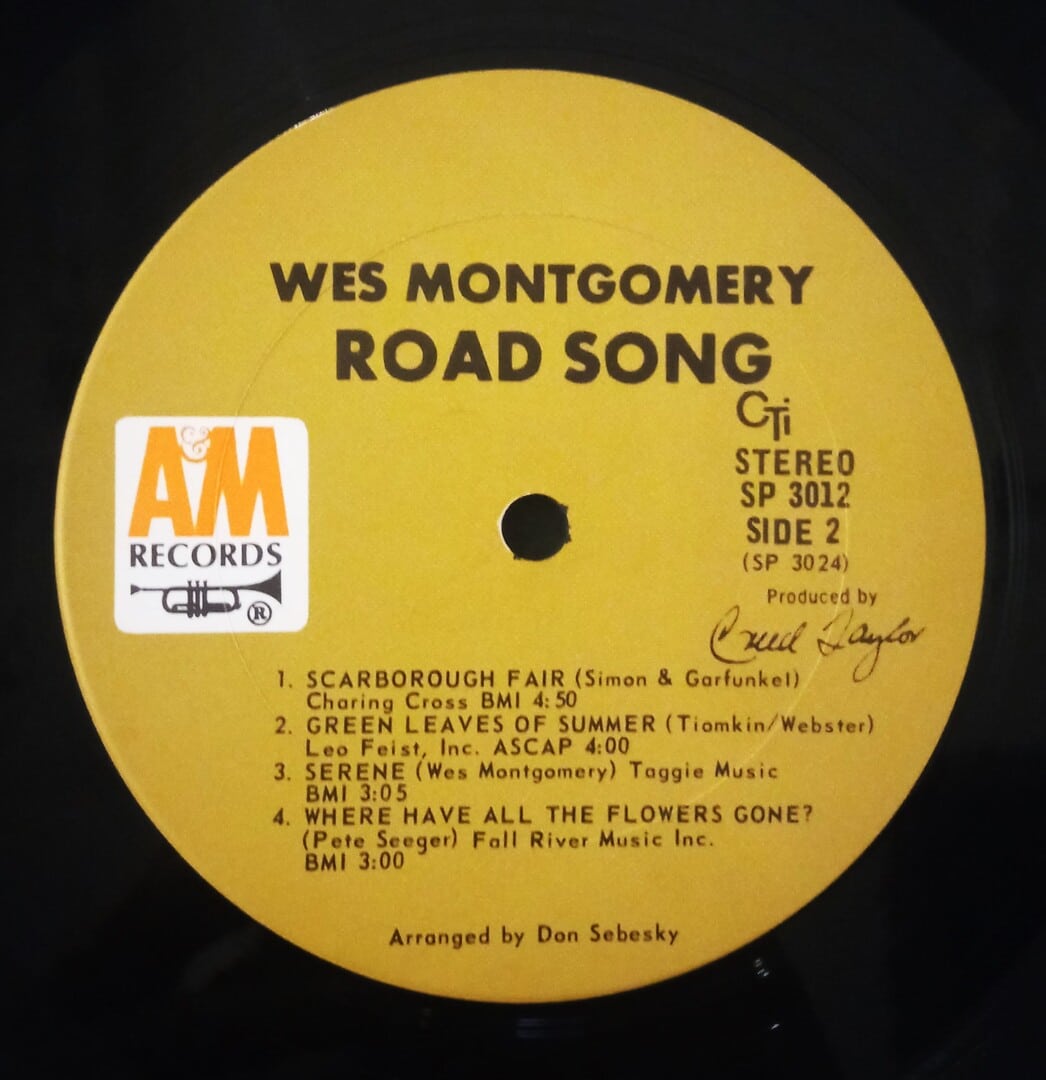 WES MONTGOMERY
ROAD SONG
CTi
STEREO
SP 3012
SIDE 2
(SP 3024)
A&M
RECORDS
®
Produced by
Creed Taylor
1. SCARBOROUGH FAIR (Simon & Garfunkel)
Charing Cross BMI 4:50
2. GREEN LEAVES OF SUMMER (Tiomkin/Webster)
Leo Feist, Inc. ASCAP 4:00
3. SERENE (Wes Montgomery) Taggie Music
BMI 3:05
4. WHERE HAVE ALL THE FLOWERS GONE?
(Pete Seeger) Fall River Music Inc.
BMI 3:00
Arranged by Don Sebesky